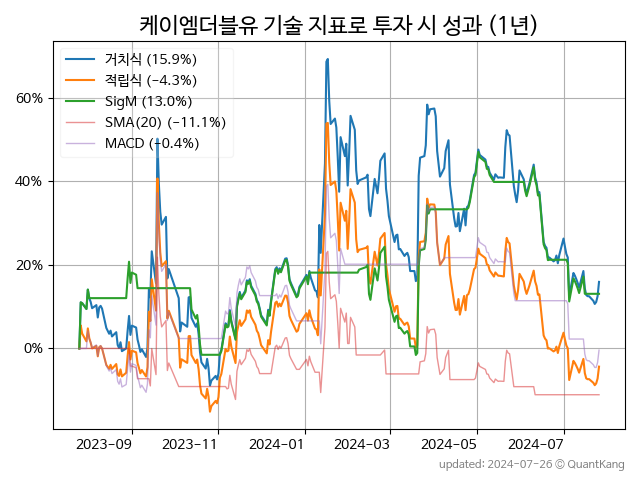 케이엠더블유 기술 지표로 투자 시 성과 (1년)
거치식 (15.9%)
적립식 (−4.3%)
SigM (13.0%)
SMA(20) (−11.1%)
MACD (+0.4%)
60%
40%
20%
0%
2023-09 2023-11 2024-01 2024-03 2024-05 2024-07
updated: 2024-07-26 © QuantKang